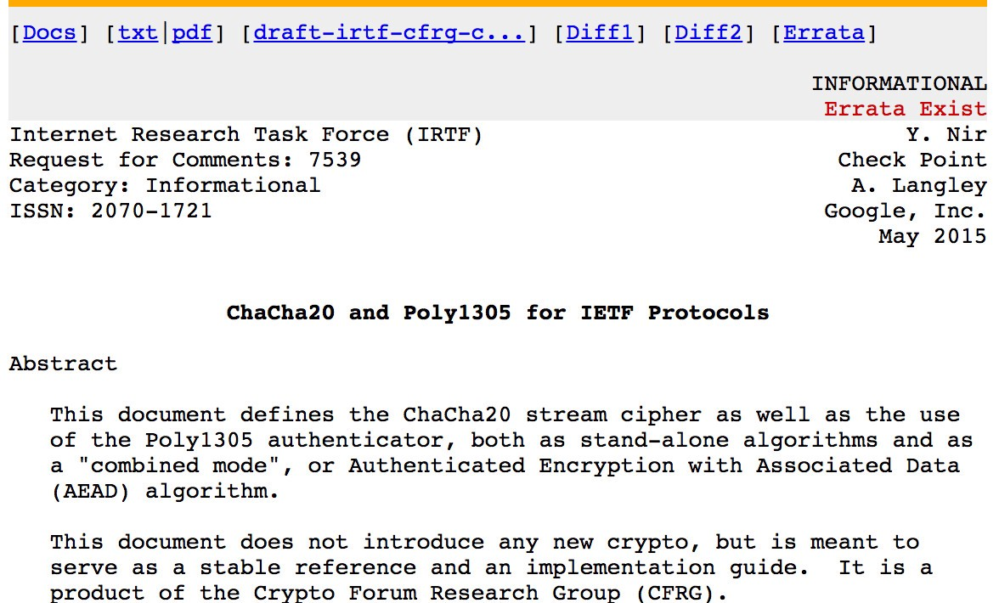 [Docs] [txt|pdf] [draft-irtf-cfrg-c...] [Diff1] [Diff2] [Errata]
INFORMATIONAL
Errata Exist
Internet Research Task Force (IRTF) Y. Nir
Request for Comments: 7539 Check Point
Category: Informational A. Langley
ISSN: 2070-1721 Google, Inc.
May 2015
ChaCha20 and Poly1305 for IETF Protocols
Abstract
This document defines the ChaCha20 stream cipher as well as the use
of the Poly1305 authenticator, both as stand-alone algorithms and as
a "combined mode", or Authenticated Encryption with Associated Data
(AEAD) algorithm.
This document does not introduce any new crypto, but is meant to
serve as a stable reference and an implementation guide.  It is a
product of the Crypto Forum Research Group (CFRG).